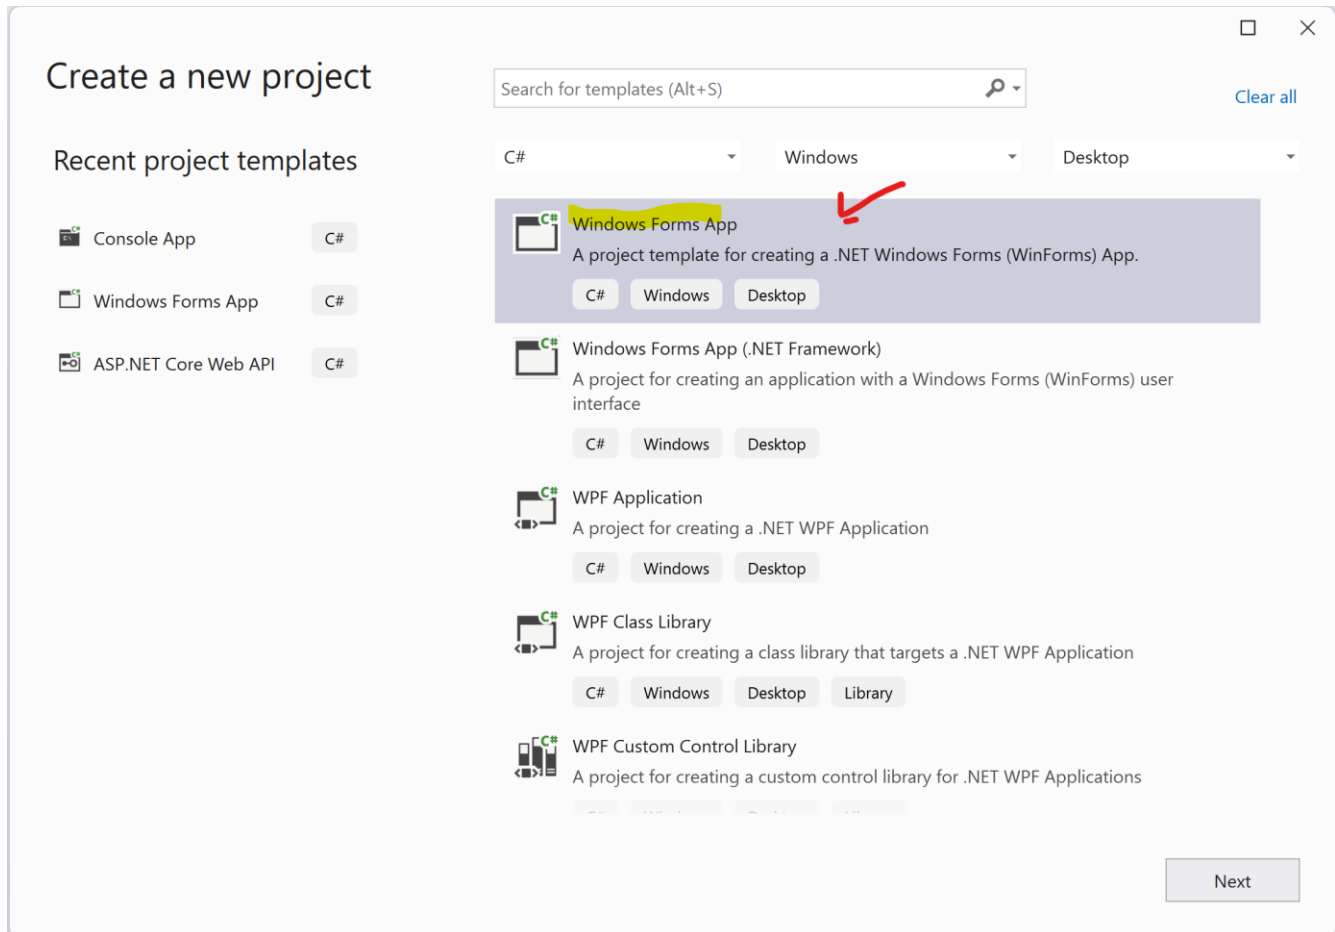 Create a new project
Search for templates (Alt+S)
Clear all
Recent project templates
C#
Windows
Desktop
Console App
C#
Windows Forms App
C#
ASP.NET Core Web API
C#
Windows Forms App
A project template for creating a .NET Windows Forms (WinForms) App.
C#
Windows
Desktop
Windows Forms App (.NET Framework)
A project for creating an application with a Windows Forms (WinForms) user
interface
C#
Windows
Desktop
WPF Application
A project for creating a .NET WPF Application
C#
Windows
Desktop
WPF Class Library
A project for creating a class library that targets a .NET WPF Application
C#
Windows
Desktop
Library
WPF Custom Control Library
A project for creating a custom control library for .NET WPF Applications
Next